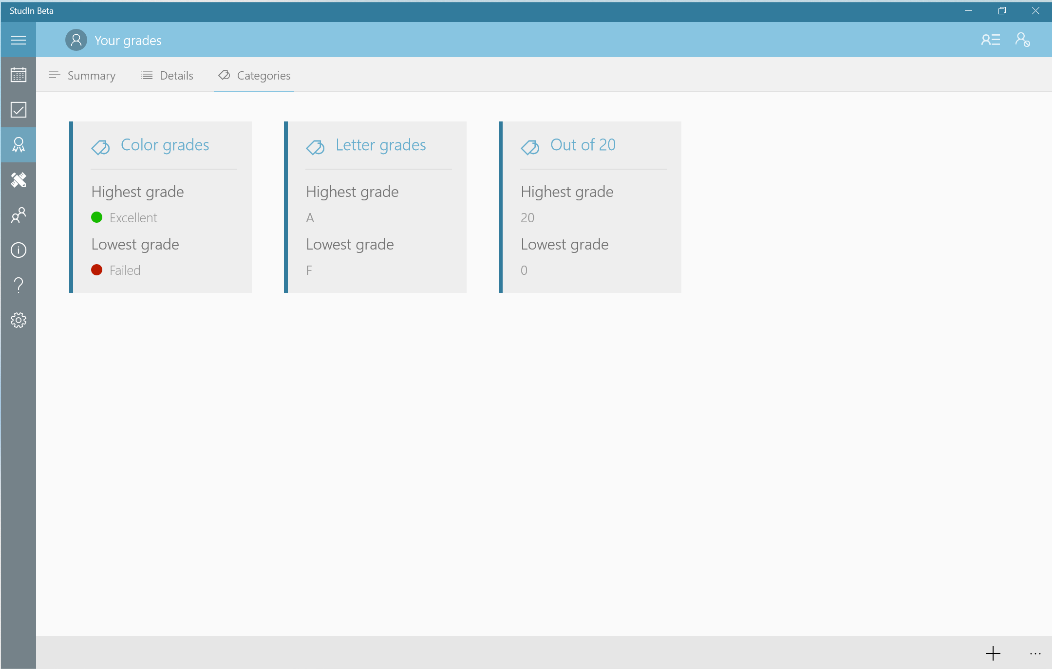 StudIn Beta
Your grades
Summary
Details
Categories
Color grades
Highest grade
Excellent
Lowest grade
Failed
Letter grades
Highest grade
A
Lowest grade
F
Out of 20
Highest grade
20
Lowest grade
0